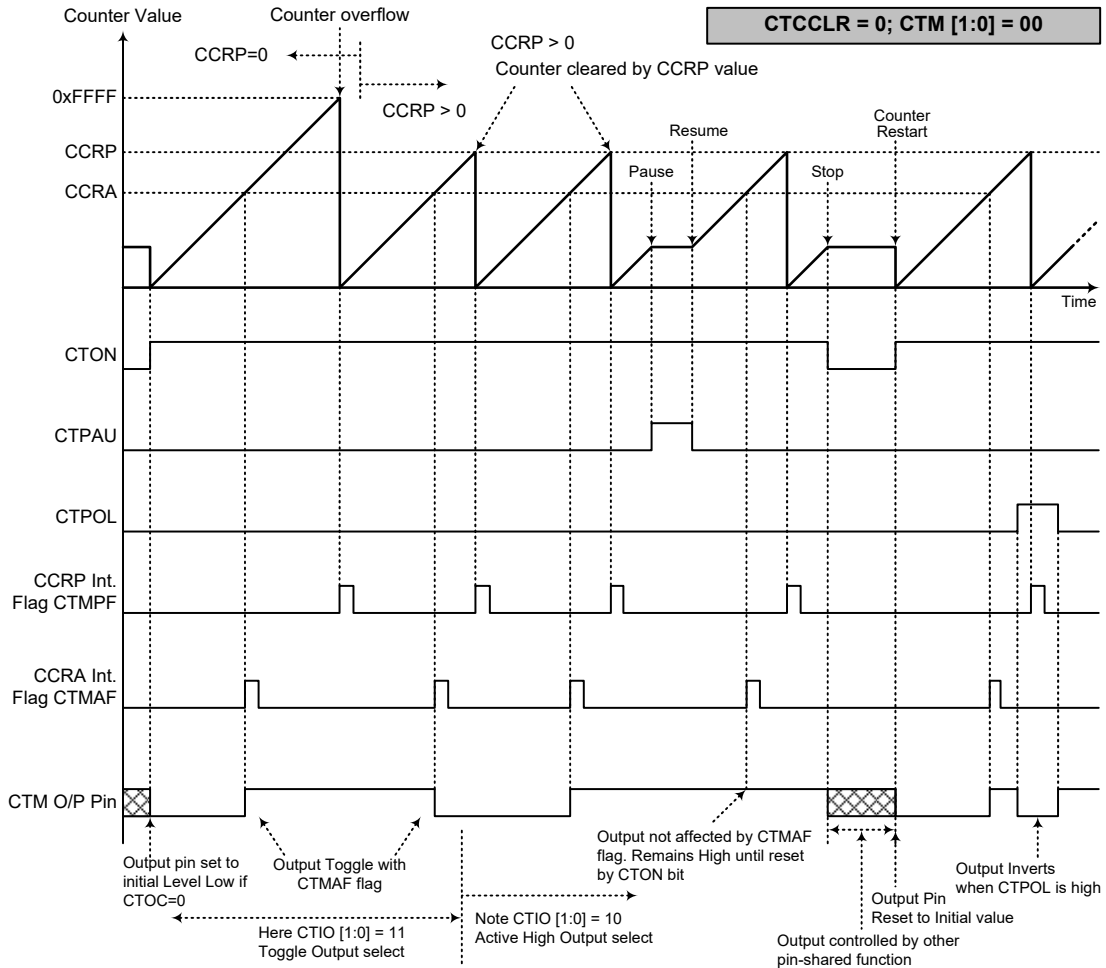 Counter Value
Counter overflow
CTCCLR = 0; CTM [1:0] = 00
CCRP=0
CCRP > 0
CCRP > 0
Counter cleared by CCRP value
0xFFFF
CCRP
CCRA
Pause
Resume
Stop
Counter
Restart
Time
CTON
CTPAU
CTPOL
CCRP Int.
Flag CTMPF
CCRA Int.
Flag CTMAF
CTM O/P Pin
Output pin set to
initial Level Low if
CTOC=0
Output Toggle with
CTMAF flag
Here CTIO [1:0] = 11
Toggle Output select
Note CTIO [1:0] = 10
Active High Output select
Output not affected by CTMAF
flag. Remains High until reset
by CTON bit
Output controlled by other
pin-shared function
Output Pin
Reset to Initial value
Output Inverts
when CTPOL is high